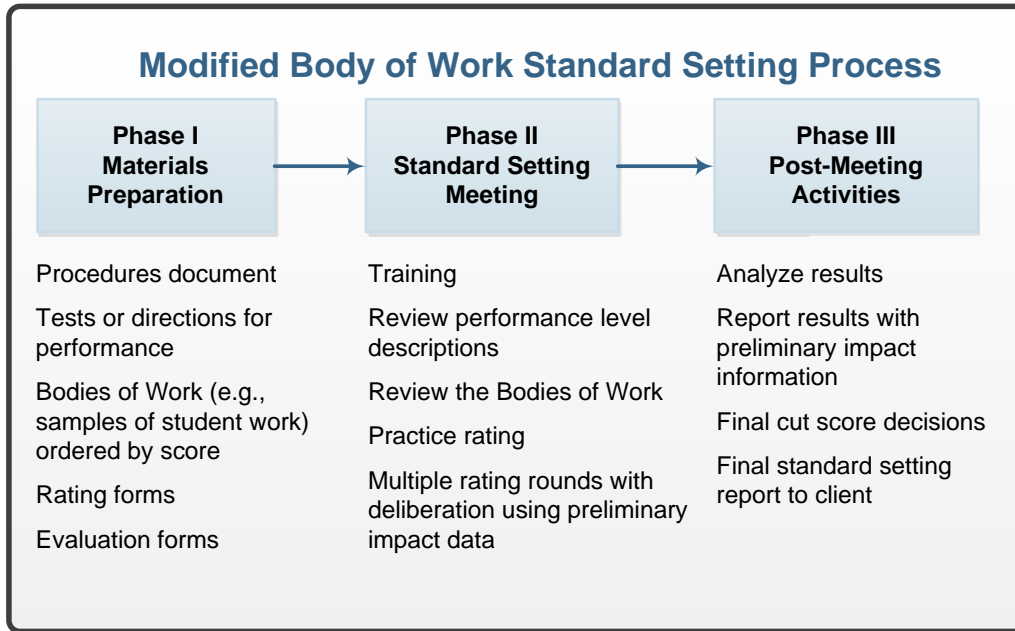 Modified Body of Work Standard Setting Process
Phase I
Materials
Preparation
Phase II
Standard Setting
Meeting
Phase III
Post-Meeting
Activities
Procedures document
Tests or directions for
performance
Bodies of Work (e.g.,
samples of student work)
ordered by score
Rating forms
Evaluation forms
Training
Review performance level
descriptions
Review the Bodies of Work
Practice rating
Multiple rating rounds with
deliberation using preliminary
impact data
Analyze results
Report results with
preliminary impact
information
Final cut score decisions
Final standard setting
report to client